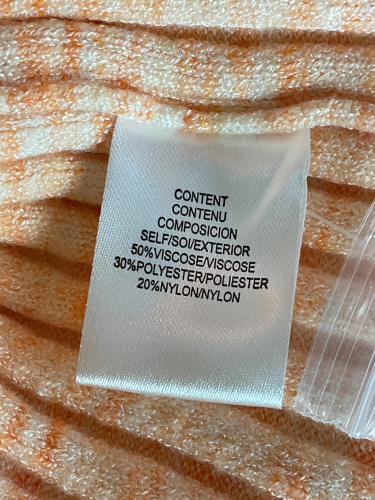 CONTENT
CONTENU
COMPOSICION
SELF/SOI/EXTERIOR
50%VISCOSE/VISCOSE
30%POLYESTER/POLIESTER
20%NYLON/NYLON